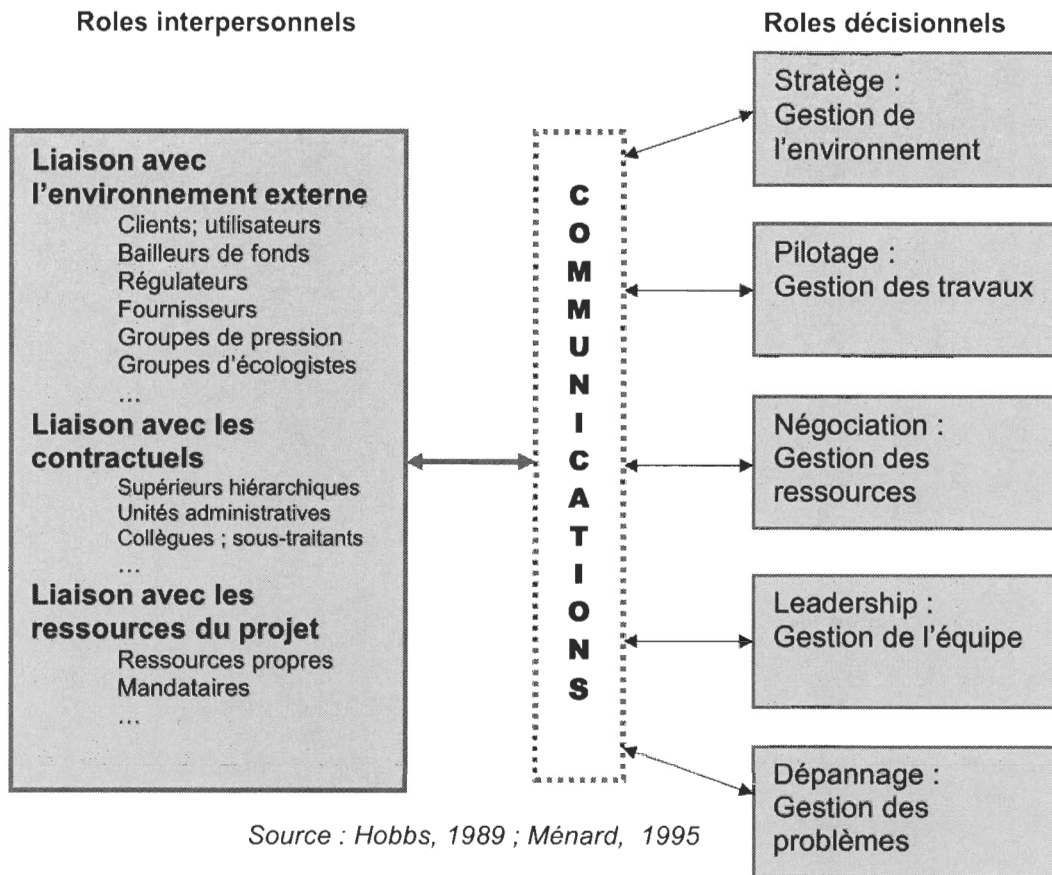 Roles interpersonnels
Liaison avec
l'environnement externe
Clients; utilisateurs
Bailleurs de fonds
Régulateurs
Fournisseurs
Groupes de pression
Groupes d'écologistes
…
Liaison avec les
contractuels
Supérieurs hiérarchiques
Unités administratives
Collègues ; sous-traitants
…
Liaison avec les
ressources du projet
Ressources propres
Mandataires
…
COMMUNICATIONS
Roles décisionnels
Stratège :
Gestion de
l'environnement
Pilotage :
Gestion des travaux
Négociation :
Gestion des
ressources
Leadership :
Gestion de l'équipe
Dépannage :
Gestion des
problèmes
Source : Hobbs, 1989 ; Ménard, 1995